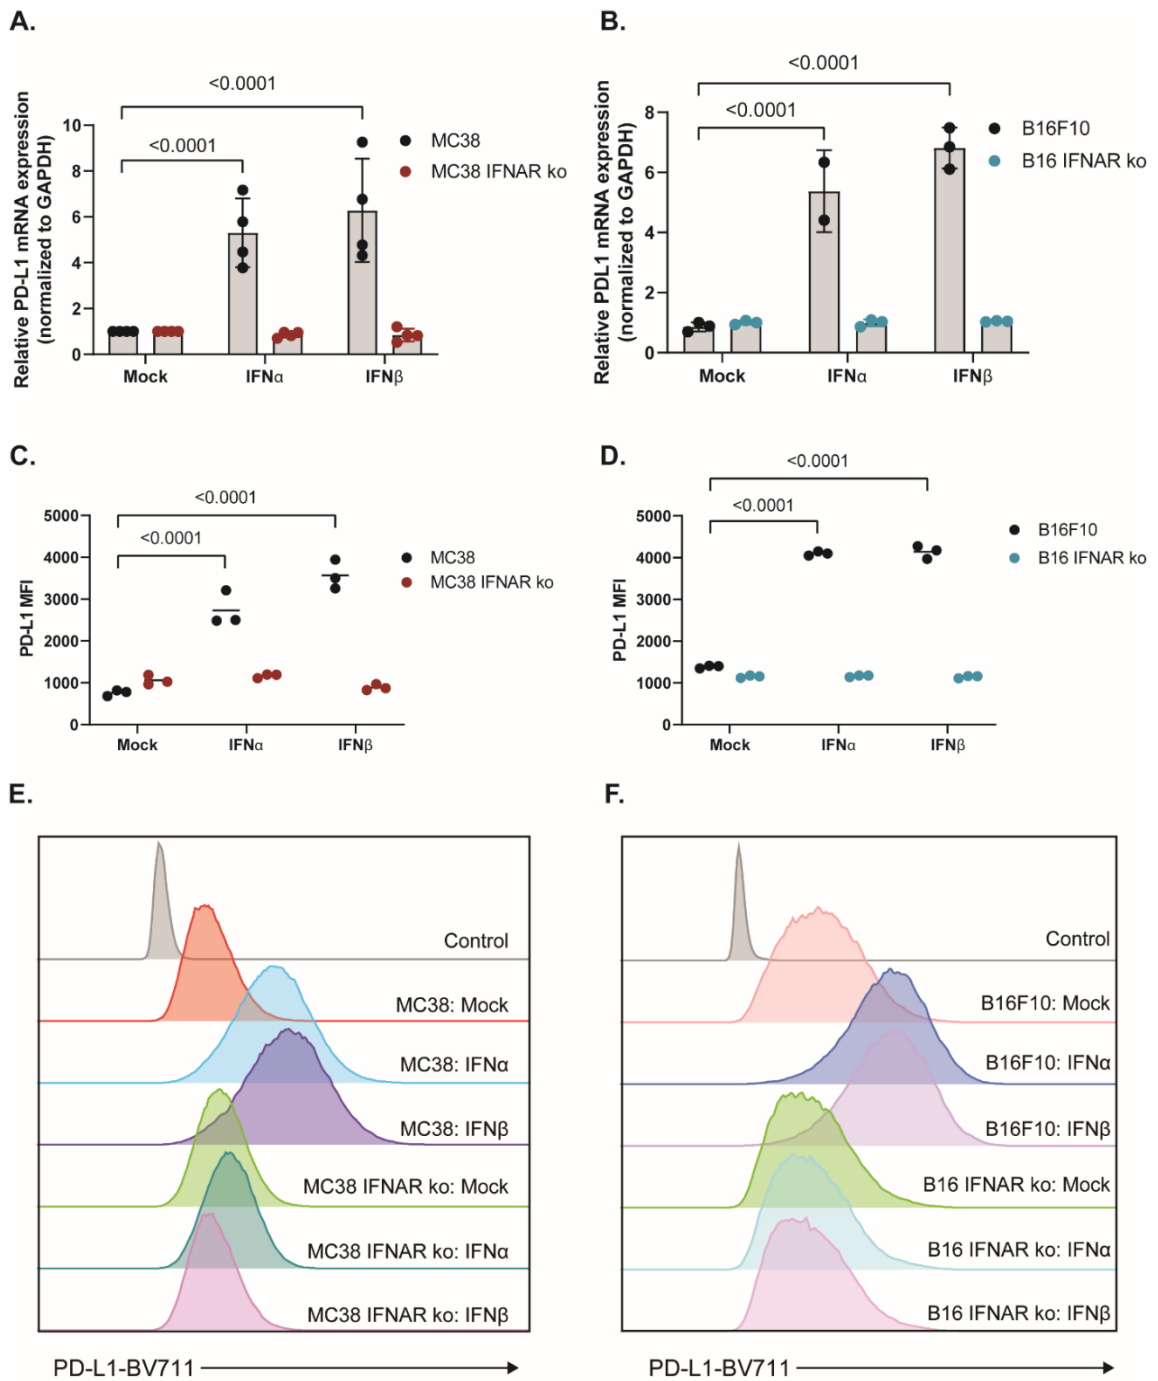 A.
<0.0001
<0.0001
Relative PD-L1 mRNA expression
(normalized to GAPDH)
10
8
6
4
2
0
Mock
IFNα
IFNβ
MC38
MC38 IFNAR ko
B.
<0.0001
<0.0001
Relative PDL1 mRNA expression
(normalized to GAPDH)
8
6
4
2
0
Mock
IFNα
IFNβ
B16F10
B16 IFNAR ko
C.
<0.0001
<0.0001
PD-L1 MFI
5000
4000
3000
2000
1000
0
Mock
IFNα
IFNβ
MC38
MC38 IFNAR ko
D.
<0.0001
<0.0001
PD-L1 MFI
5000
4000
3000
2000
1000
0
Mock
IFNα
IFNβ
B16F10
B16 IFNAR ko
E.
Control
MC38: Mock
MC38: IFNα
MC38: IFNβ
MC38 IFNAR ko: Mock
MC38 IFNAR ko: IFNα
MC38 IFNAR ko: IFNβ
PD-L1-BV711
F.
Control
B16F10: Mock
B16F10: IFNα
B16F10: IFNβ
B16 IFNAR ko: Mock
B16 IFNAR ko: IFNα
B16 IFNAR ko: IFNβ
PD-L1-BV711